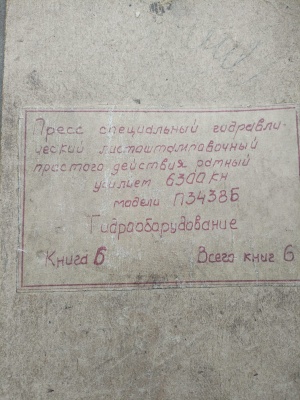 Пресс специальный гидравли-
ческий листоштамповочный
простого действия рамный
усилием 6300 кн
модели П3438Б
Гидрооборудование
Книга 6
Всего книг 6